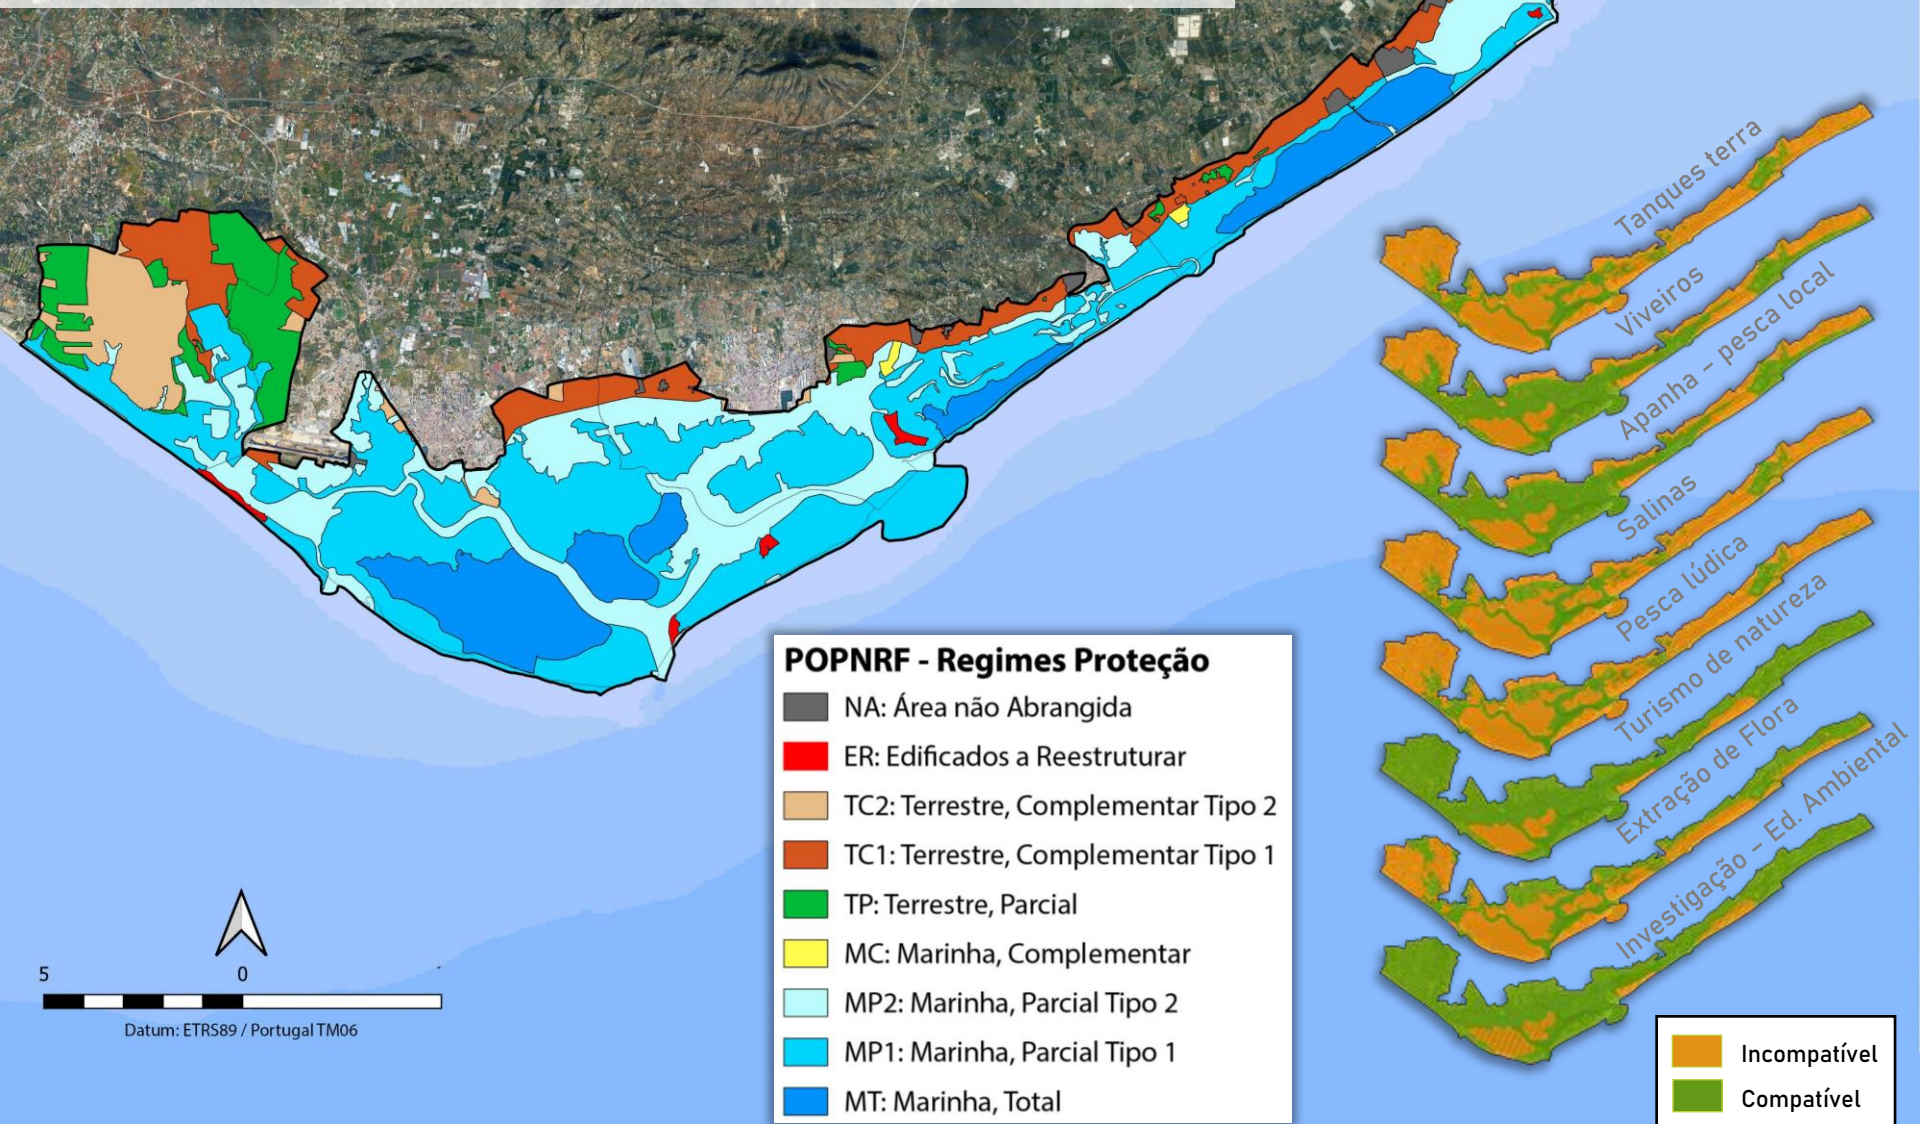 Tanques terra
Viveiros
Apanha – pesca local
Salinas
Pesca lúdica
Turismo de natureza
Extração de Flora
Investigação – Ed. Ambiental
POPNRF - Regimes Proteção
NA: Área não Abrangida
ER: Edificados a Reestruturar
TC2: Terrestre, Complementar Tipo 2
TC1: Terrestre, Complementar Tipo 1
TP: Terrestre, Parcial
MC: Marinha, Complementar
MP2: Marinha, Parcial Tipo 2
MP1: Marinha, Parcial Tipo 1
MT: Marinha, Total
5 0
Datum: ETRS89 / Portugal TM06
Incompatível
Compatível